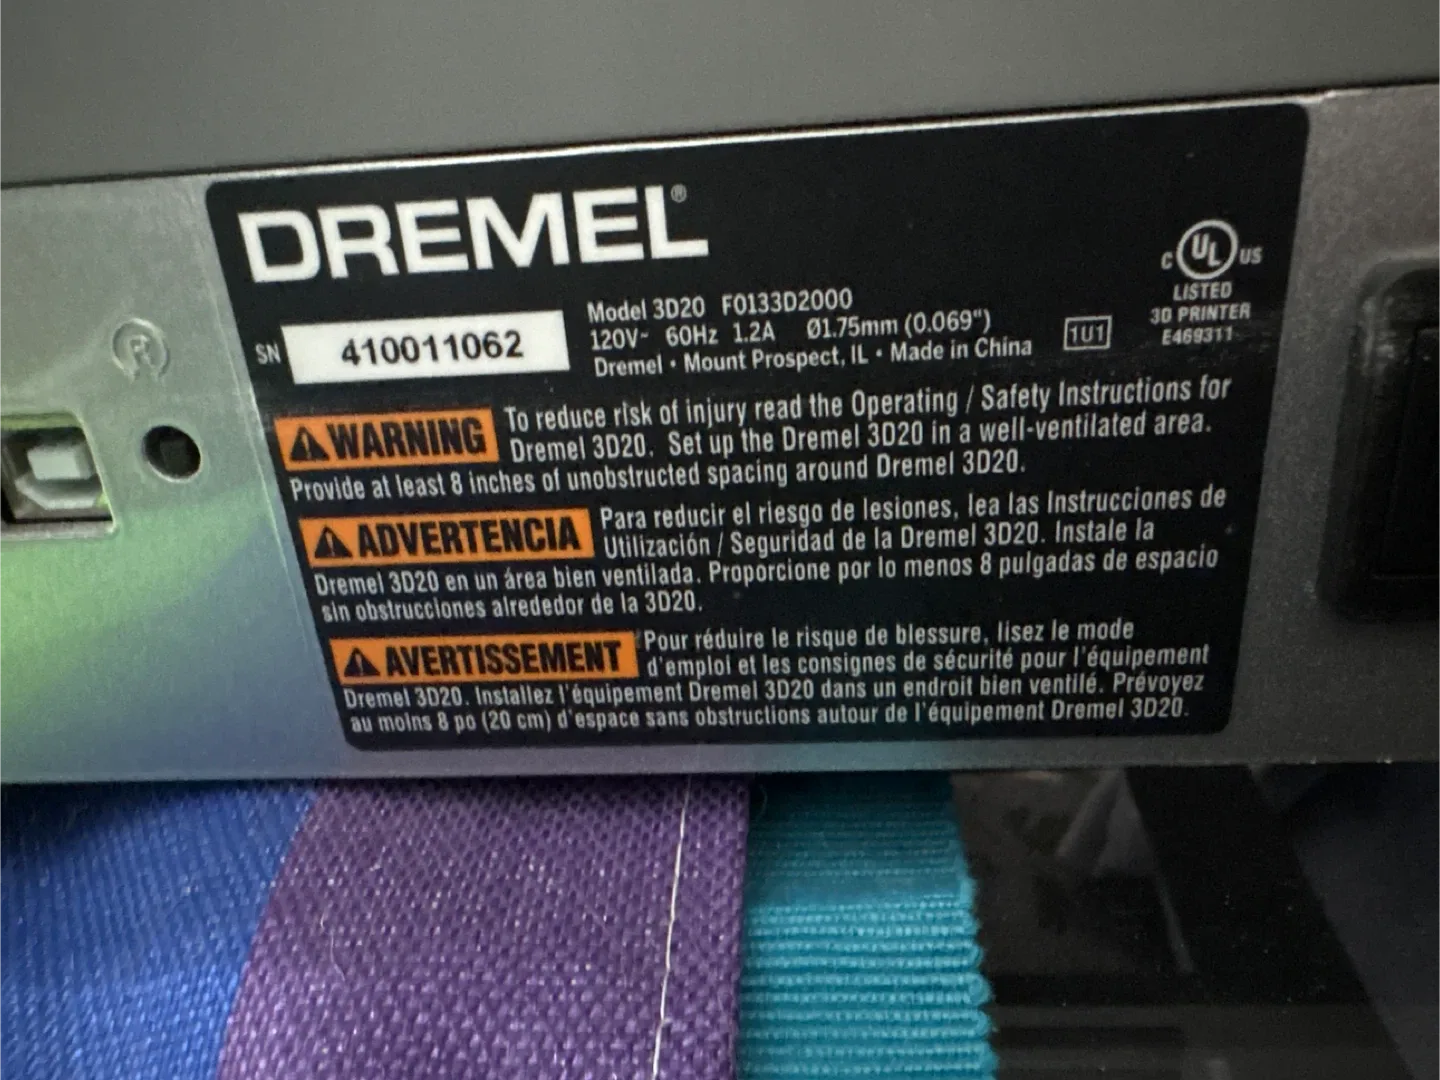 DREMEL®
SN 410011062
Model 3D20 F0133D2000
120V~ 60Hz 1.2A Ø1.75mm (0.069")
Dremel • Mount Prospect, IL • Made in China
1U1
C UL US
LISTED
3D PRINTER
E469311
R
WARNING To reduce risk of injury read the Operating / Safety Instructions for
Dremel 3D20. Set up the Dremel 3D20 in a well-ventilated area.
Provide at least 8 inches of unobstructed spacing around Dremel 3D20.
ADVERTENCIA Para reducir el riesgo de lesiones, lea las Instrucciones de
Utilización / Seguridad de la Dremel 3D20. Instale la
Dremel 3D20 en un área bien ventilada. Proporcione por lo menos 8 pulgadas de espacio
sin obstrucciones alrededor de la 3D20.
AVERTISSEMENT Pour réduire le risque de blessure, lisez le mode
d'emploi et les consignes de sécurité pour l'équipement
Dremel 3D20. Installez l'équipement Dremel 3D20 dans un endroit bien ventilé. Prévoyez
au moins 8 po (20 cm) d'espace sans obstructions autour de l'équipement Dremel 3D20.